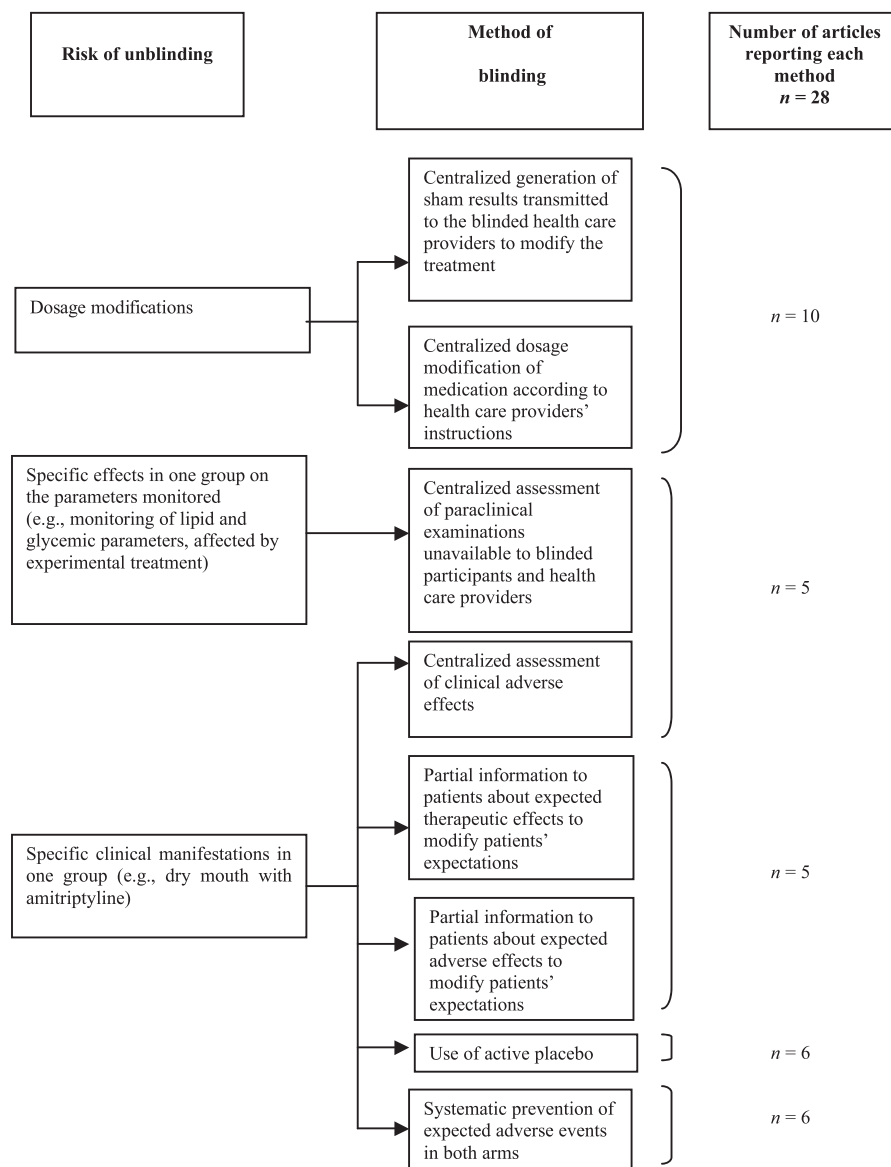 Risk of unblinding
Method of
blinding
Number of articles
reporting each
method
n = 28
Centralized generation of
sham results transmitted
to the blinded health care
providers to modify the
treatment
Dosage modifications
n = 10
Centralized dosage
modification of
medication according to
health care providers’
instructions
Specific effects in one group on
the parameters monitored
(e.g., monitoring of lipid and
glycemic parameters, affected by
experimental treatment)
Centralized assessment
of paraclinical
examinations
unavailable to blinded
participants and health
care providers
n = 5
Centralized assessment
of clinical adverse
effects
Partial information to
patients about expected
therapeutic effects to
modify patients’
expectations
Specific clinical manifestations in
one group (e.g., dry mouth with
amitriptyline)
n = 5
Partial information to
patients about expected
adverse effects to
modify patients’
expectations
Use of active placebo
n = 6
Systematic prevention of
expected adverse events
in both arms
n = 6